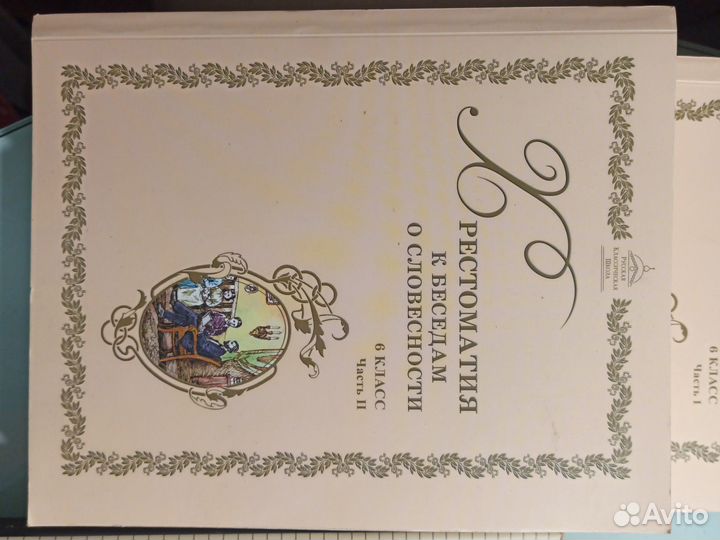 Русская
Классическая
Школа
ХРЕСТОМАТИЯ
К БЕСЕДАМ
О СЛОВЕСНОСТИ
6 КЛАСС
Часть II
6 КЛАСС
Часть I
Avito